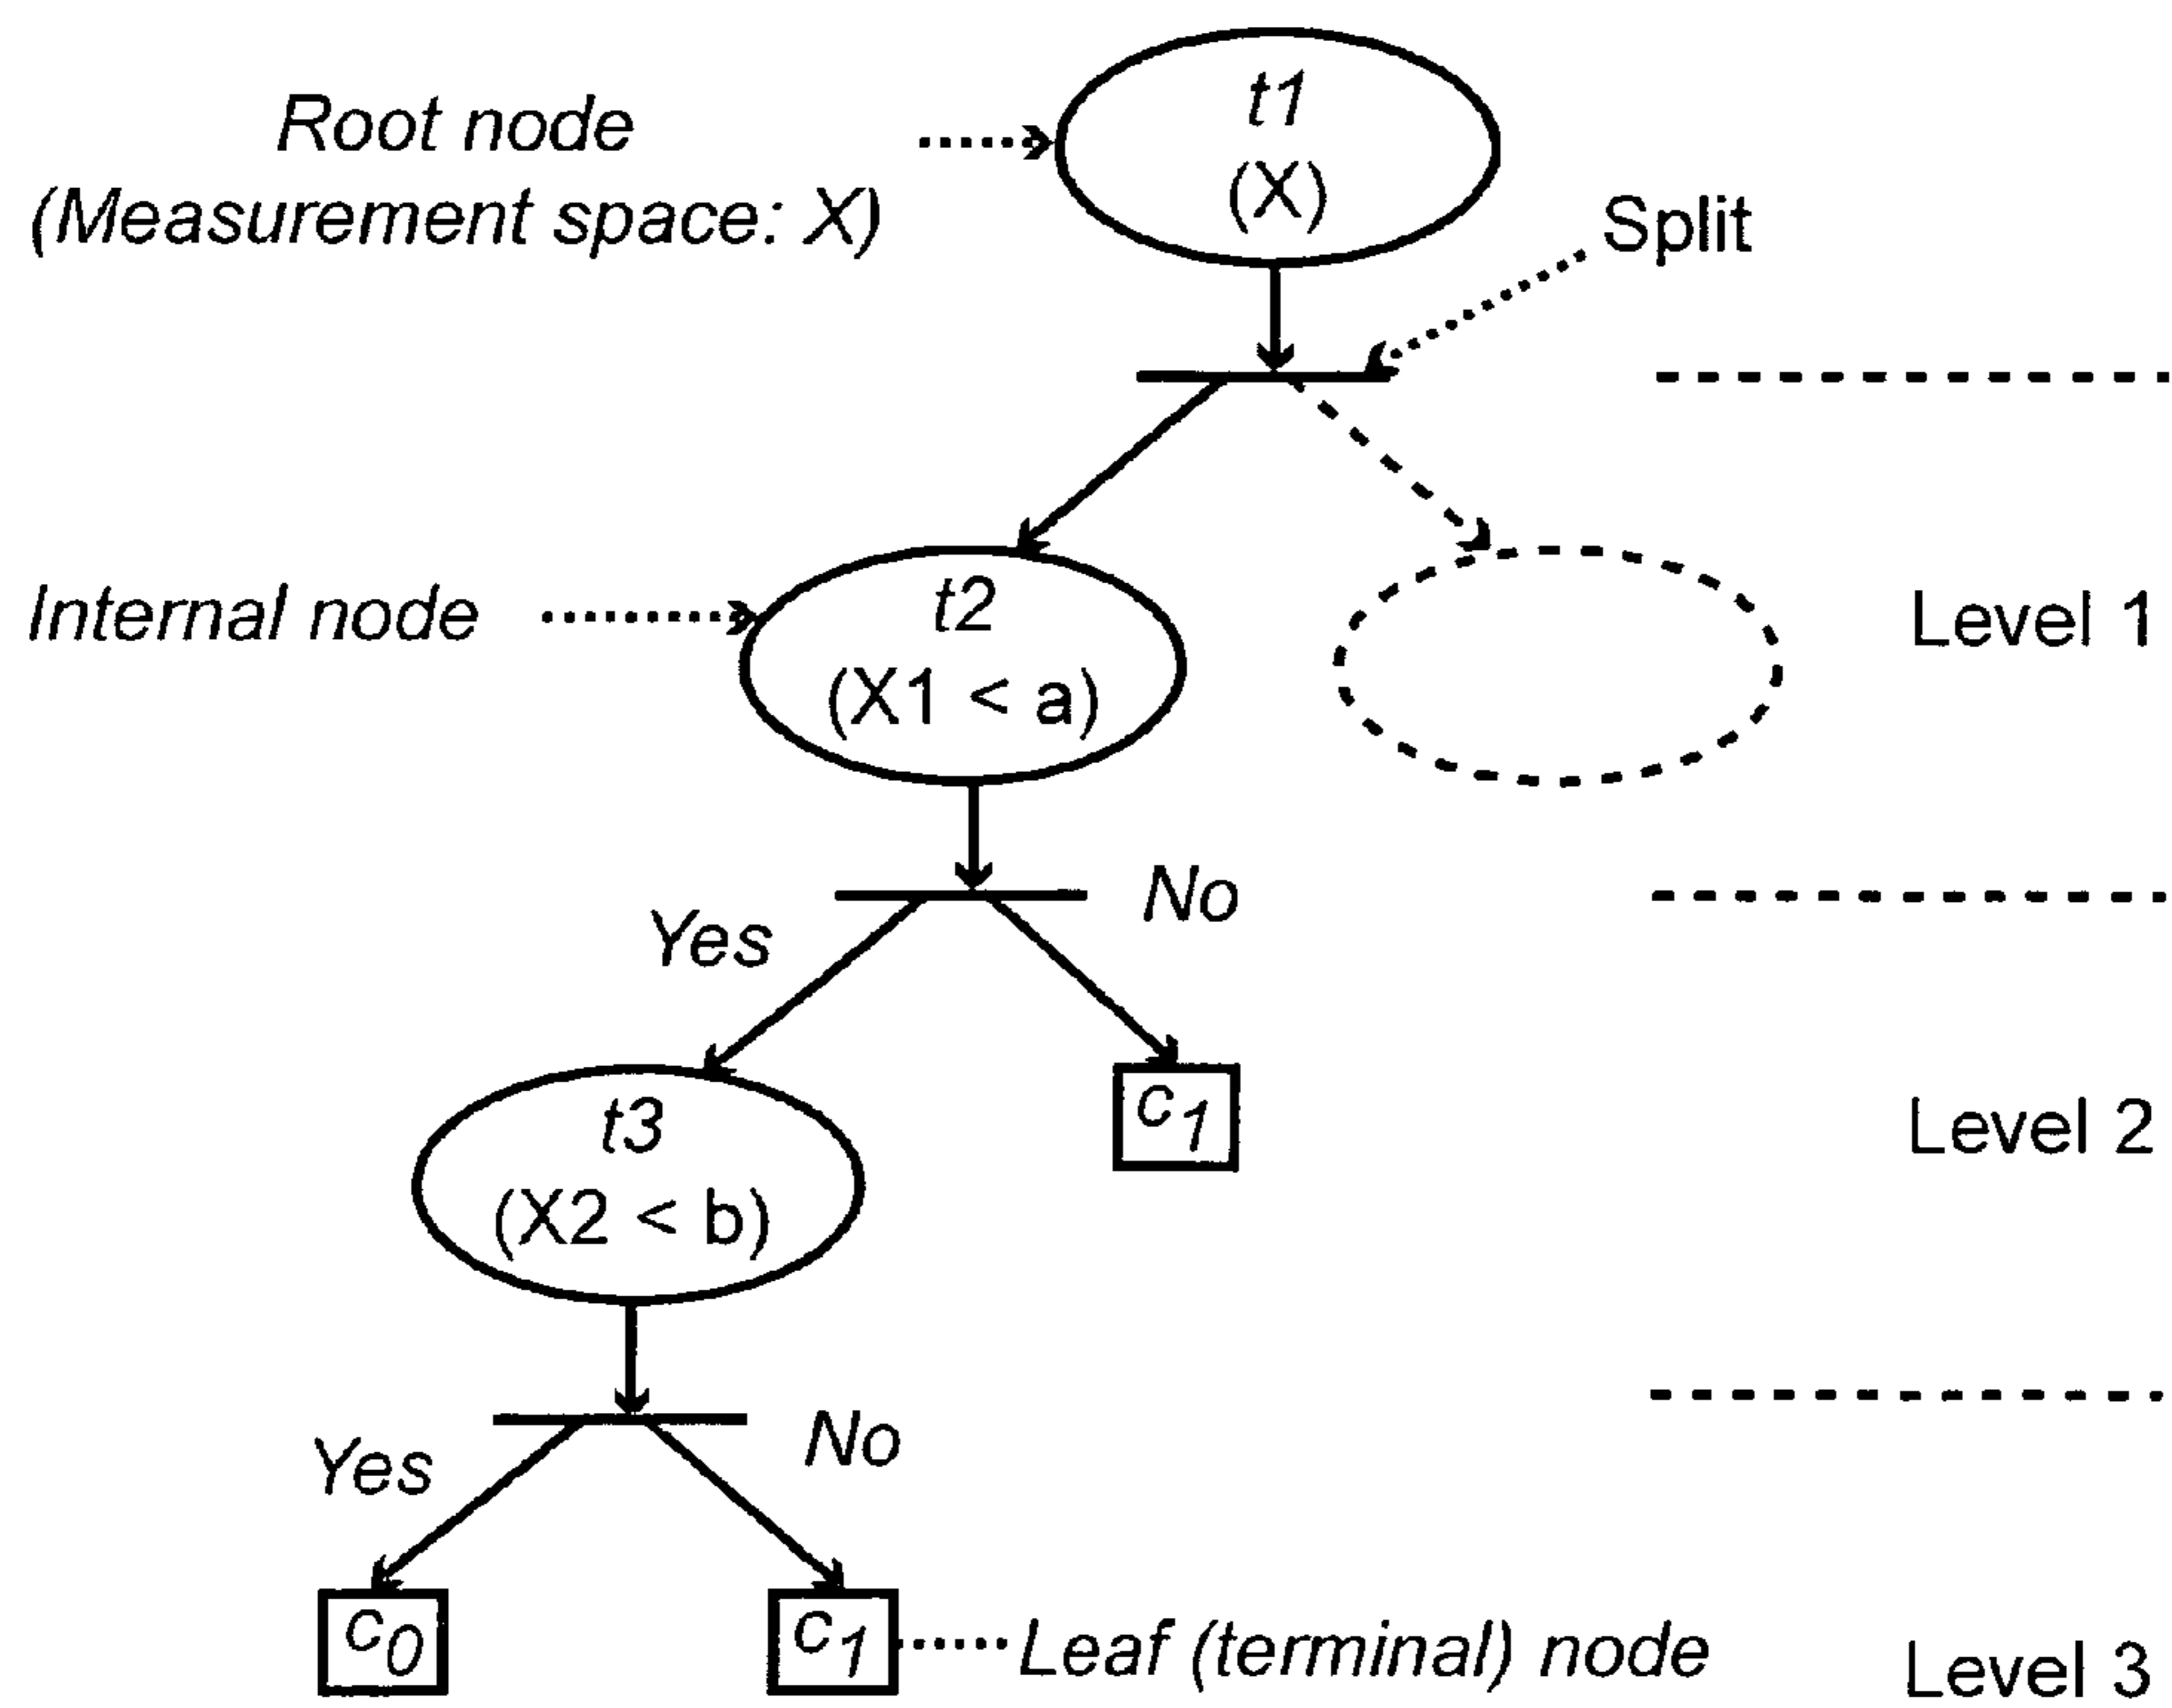 t1
Root node
(X)
(Measurement space: X)
Split
t2
Internal node
Level 1
(X1 < a)
No
Yes
t3
c1
Level 2
(X2 < b)
No
Yes
c0
c1
Leaf (terminal) node
Level 3